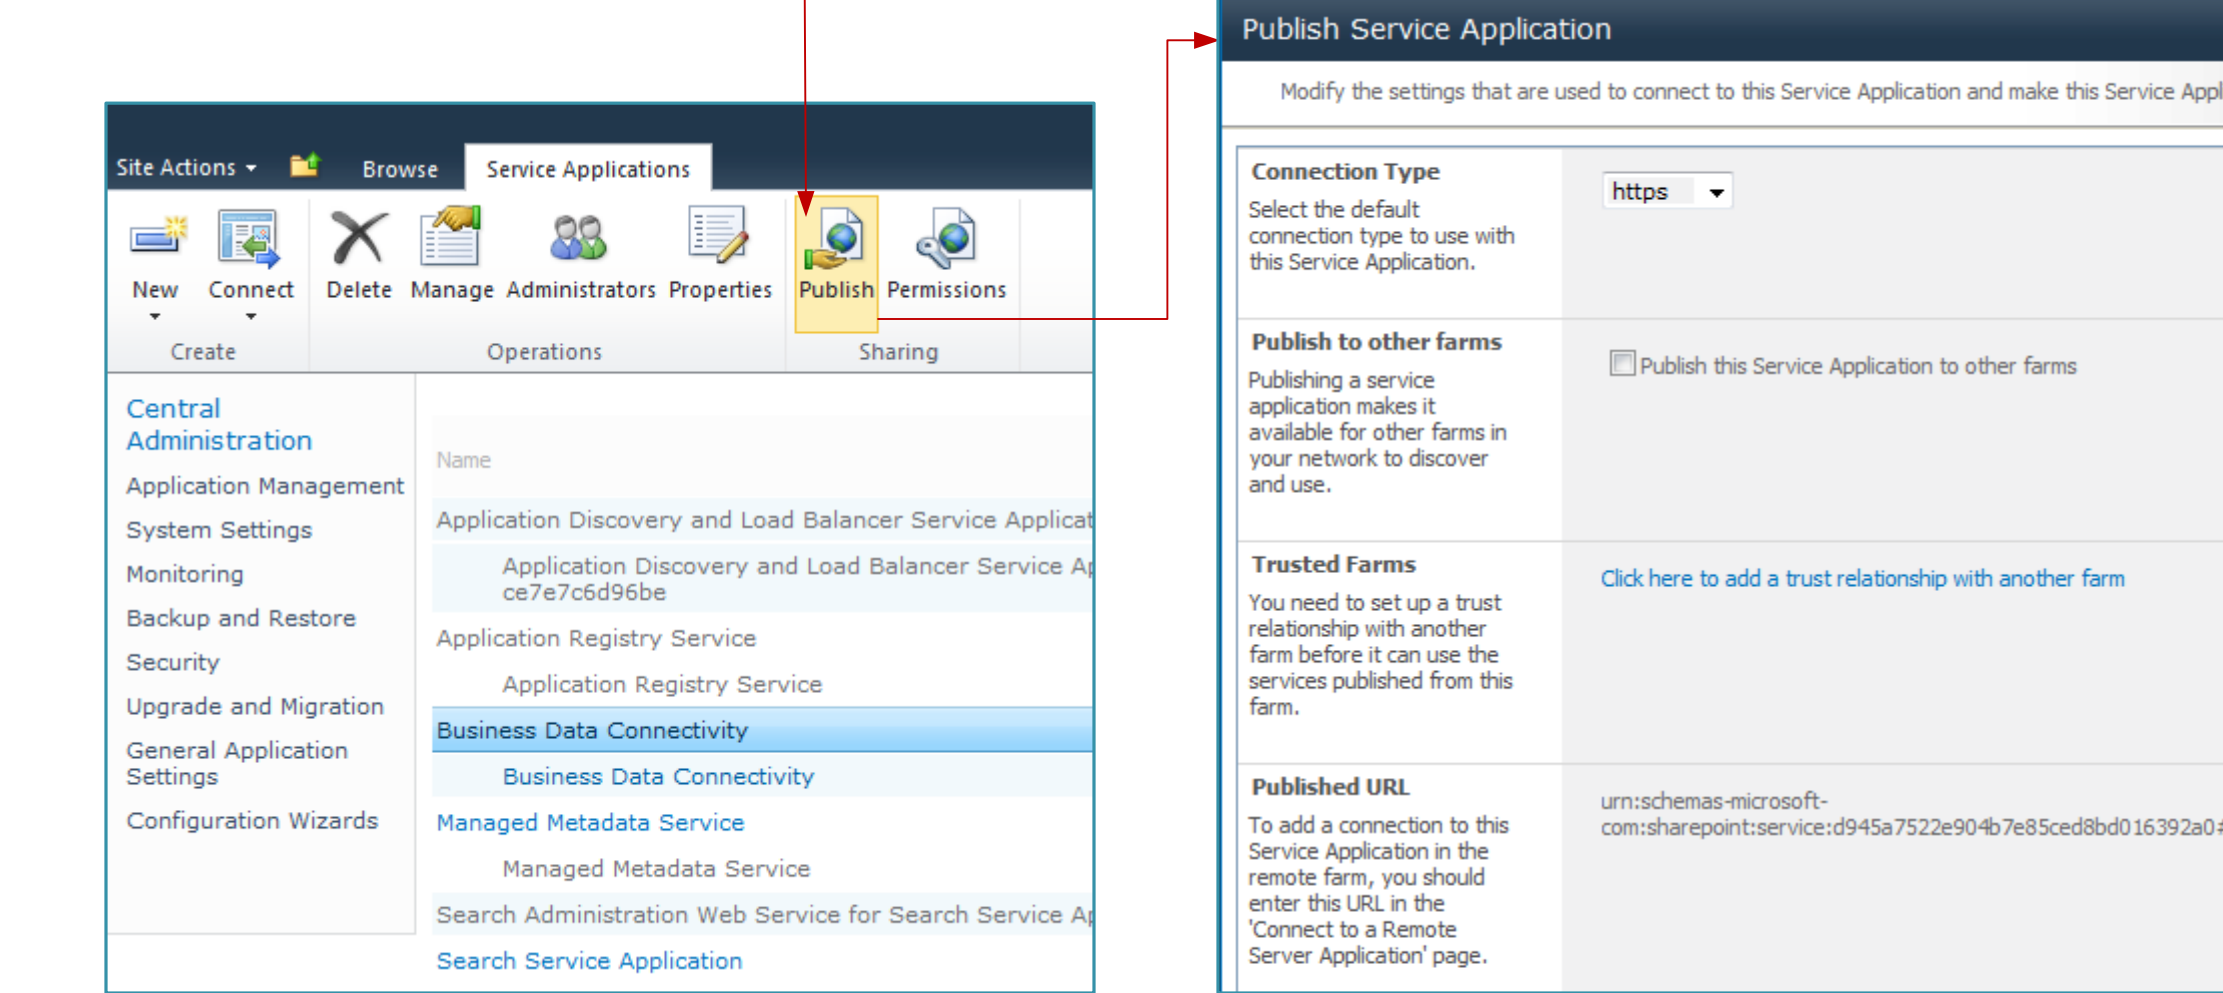 Site Actions
Browse
Service Applications
New
Connect
Delete
Manage
Administrators
Properties
Publish
Permissions
Create
Operations
Sharing
Central
Administration
Application Management
System Settings
Monitoring
Backup and Restore
Security
Upgrade and Migration
General Application
Settings
Configuration Wizards
Name
Application Discovery and Load Balancer Service Applicat
Application Discovery and Load Balancer Service Ap
ce7e7c6d96be
Application Registry Service
Application Registry Service
Business Data Connectivity
Business Data Connectivity
Managed Metadata Service
Managed Metadata Service
Search Administration Web Service for Search Service Ap
Search Service Application
Publish Service Application
Modify the settings that are used to connect to this Service Application and make this Service Appl
Connection Type
Select the default
connection type to use with
this Service Application.
https
Publish to other farms
Publishing a service
application makes it
available for other farms in
your network to discover
and use.
Publish this Service Application to other farms
Trusted Farms
You need to set up a trust
relationship with another
farm before it can use the
services published from this
farm.
Click here to add a trust relationship with another farm
Published URL
To add a connection to this
Service Application in the
remote farm, you should
enter this URL in the
'Connect to a Remote
Server Application' page.
urn:schemas-microsoft-
com:sharepoint:service:d945a7522e904b7e85ced8bd016392a0#